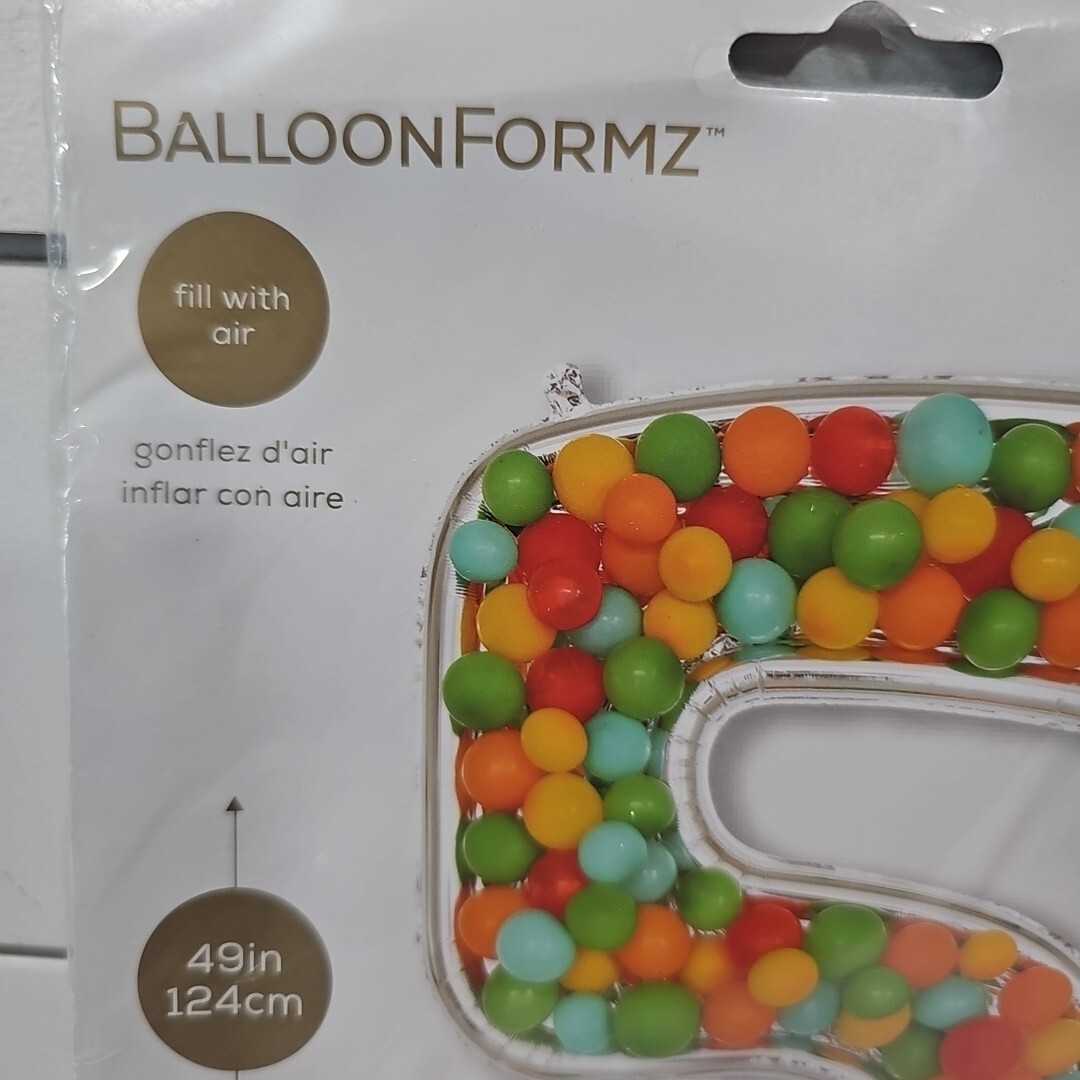 BALLOONFORMZ™
fill with
air
gonflez d'air
inflar con aire
49in
124cm